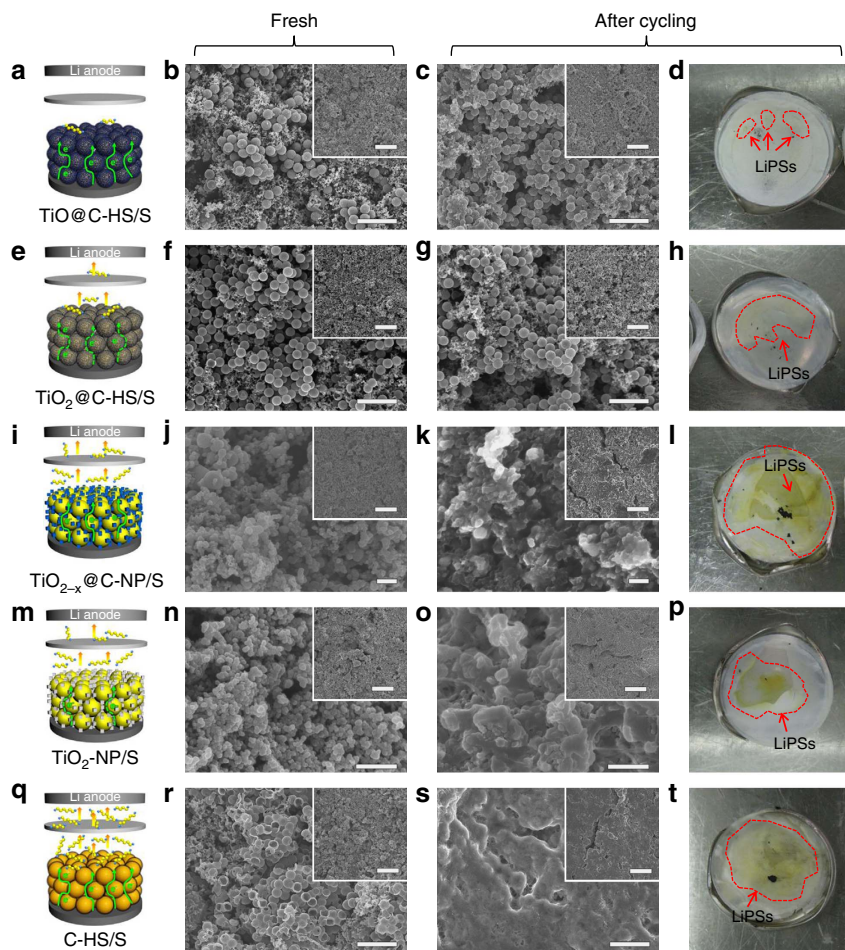 Fresh
After cycling
a
Li anode
e⁻ e⁻ e⁻
TiO@C-HS/S
b
c
d
LiPSs
e
Li anode
e⁻ e⁻ e⁻
TiO₂@C-HS/S
f
g
h
LiPSs
i
Li anode
TiO₂₋ₓ@C-NP/S
j
k
l
LiPSs
m
Li anode
TiO₂-NP/S
n
o
p
LiPSs
q
Li anode
C-HS/S
r
s
t
LiPSs